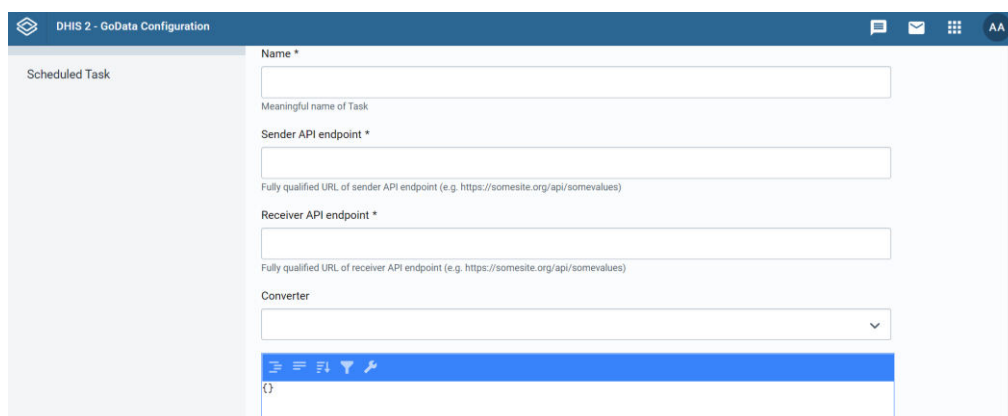 DHIS 2 - GoData Configuration
AA
Scheduled Task
Name *
Meaningful name of Task
Sender API endpoint *
Fully qualified URL of sender API endpoint (e.g. https://somesite.org/api/somevalues)
Receiver API endpoint *
Fully qualified URL of receiver API endpoint (e.g. https://somesite.org/api/somevalues)
Converter
{}